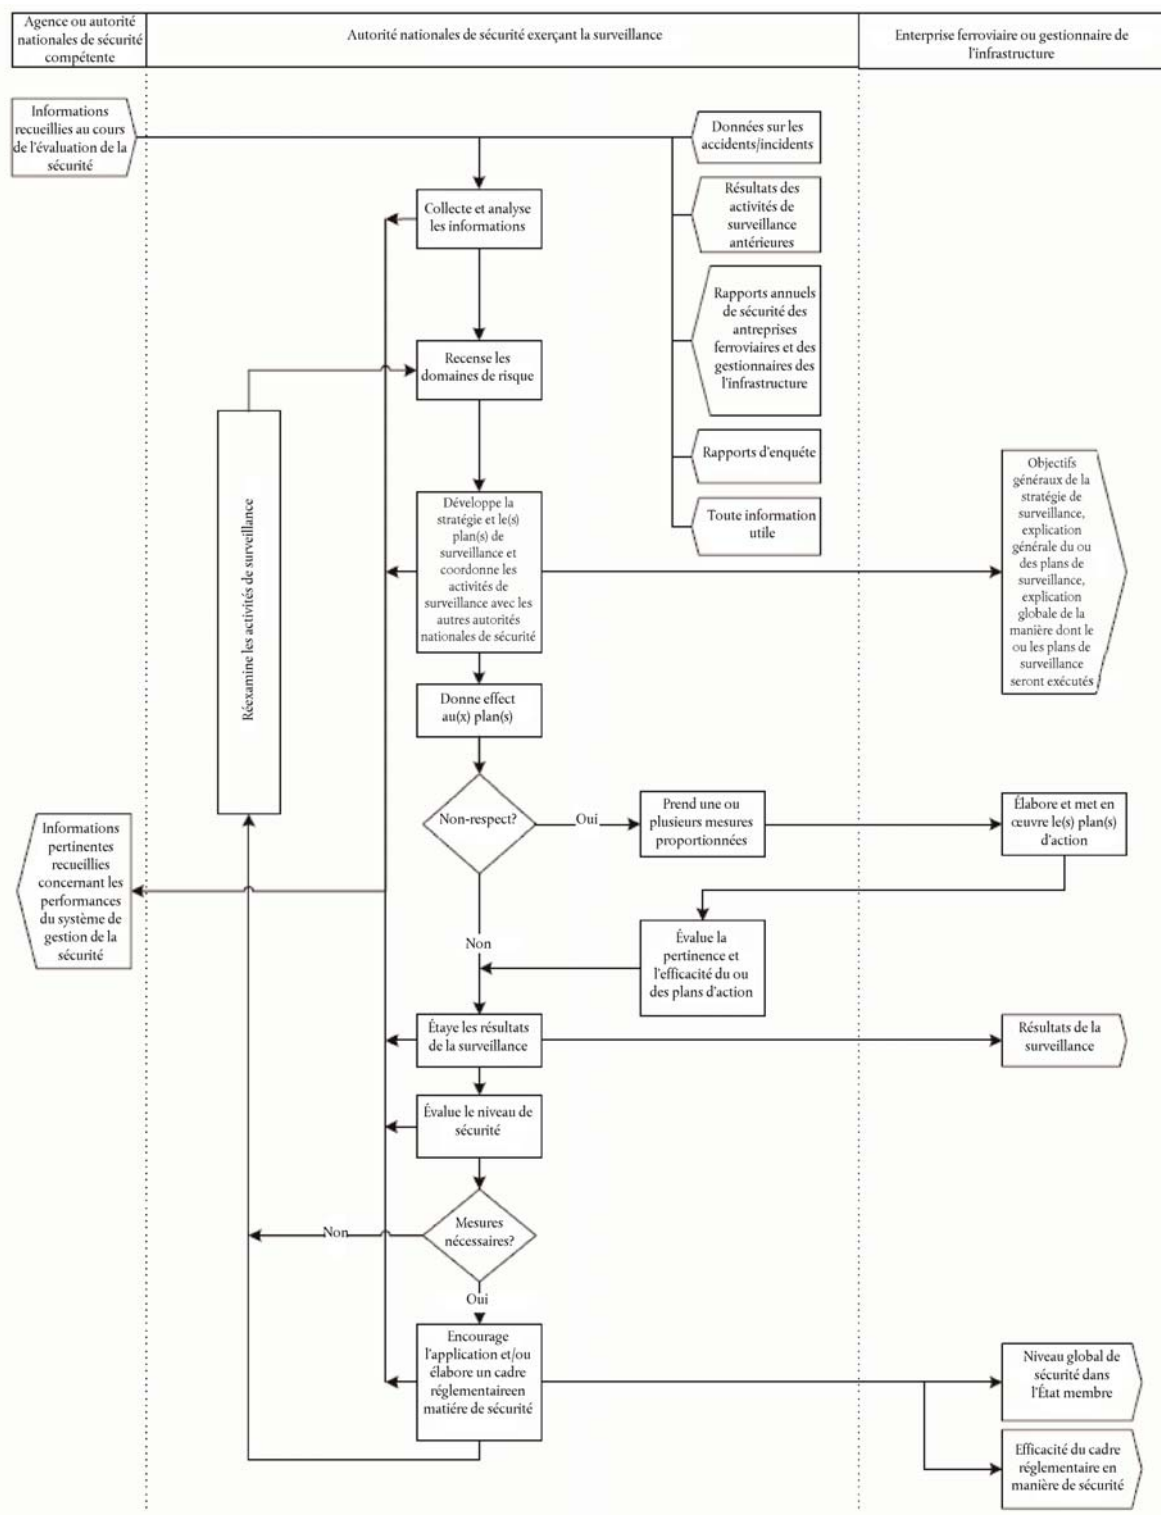 Agence ou autorité
nationales de sécurité
compétente
Autorité nationales de sécurité exerçant la surveillance
Enterprise ferroviaire ou gestionnaire de
l'infrastructure
Informations
recueillies au cours
de l'évaluation de la
sécurité
Données sur les
accidents/incidents
Collecte et analyse
les informations
Résultats des
activités de
surveillance
antérieures
Rapports annuels
de sécurité des
antreprises
ferroviaires et des
gestionnaires des
l'infrastructure
Recense les
domaines de risque
Rapports d'enquéte
Toute information
utile
Développe la
stratégie et le(s)
plan(s) de
surveillance et
coordonne les
activités de
surveillance avec les
autres autorités
nationales de sécurité
Objectifs
généraux de la
stratégie de
surveillance,
explication
générale du ou
des plans de
surveillance,
explication
globale de la
manière dont le
ou les plans de
surveillance
seront exécutés
Réexamine les activités de surveillance
Donne effect
au(x) plan(s)
Non-respect?
Oui
Prend une ou
plusieurs mesures
proportionnées
Élabore et met en
œuvre le(s) plan(s)
d'action
Informations
pertinentes
recueillies
concernant les
performances
du système de
gestion de la
sécurité
Non
Évalue la
pertinence et
l'efficacité du ou
des plans d'action
Étaye les résultats
de la surveillance
Résultats de la
surveillance
Évalue le niveau de
sécurité
Mesures
nécessaires?
Non
Oui
Encourage
l'application et/ou
élabore un cadre
réglementaireen
matiére de sécurité
Niveau global de
sécurité dans
l'État membre
Efficacité du cadre
réglementaire en
manière de sécurité